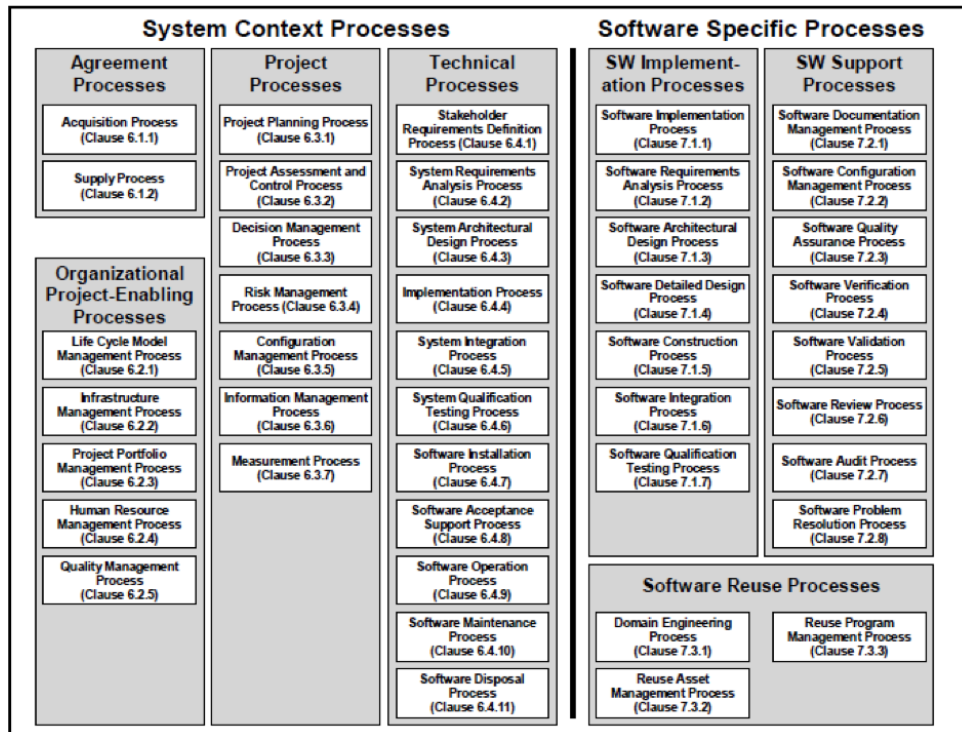 System Context Processes
Software Specific Processes
Agreement
Processes
Acquisition Process
(Clause 6.1.1)
Supply Process
(Clause 6.1.2)
Organizational
Project-Enabling
Processes
Life Cycle Model
Management Process
(Clause 6.2.1)
Infrastructure
Management Process
(Clause 6.2.2)
Project Portfolio
Management Process
(Clause 6.2.3)
Human Resource
Management Process
(Clause 6.2.4)
Quality Management
Process
(Clause 6.2.5)
Project
Processes
Project Planning Process
(Clause 6.3.1)
Project Assessment and
Control Process
(Clause 6.3.2)
Decision Management
Process
(Clause 6.3.3)
Risk Management
Process (Clause 6.3.4)
Configuration
Management Process
(Clause 6.3.5)
Information Management
Process
(Clause 6.3.6)
Measurement Process
(Clause 6.3.7)
Technical
Processes
Stakeholder
Requirements Definition
Process (Clause 6.4.1)
System Requirements
Analysis Process
(Clause 6.4.2)
System Architectural
Design Process
(Clause 6.4.3)
Implementation Process
(Clause 6.4.4)
System Integration
Process
(Clause 6.4.5)
System Qualification
Testing Process
(Clause 6.4.6)
Software Installation
Process
(Clause 6.4.7)
Software Acceptance
Support Process
(Clause 6.4.8)
Software Operation
Process
(Clause 6.4.9)
Software Maintenance
Process
(Clause 6.4.10)
Software Disposal
Process
(Clause 6.4.11)
SW Implement-
ation Processes
Software Implementation
Process
(Clause 7.1.1)
Software Requirements
Analysis Process
(Clause 7.1.2)
Software Architectural
Design Process
(Clause 7.1.3)
Software Detailed Design
Process
(Clause 7.1.4)
Software Construction
Process
(Clause 7.1.5)
Software Integration
Process
(Clause 7.1.6)
Software Qualification
Testing Process
(Clause 7.1.7)
SW Support
Processes
Software Documentation
Management Process
(Clause 7.2.1)
Software Configuration
Management Process
(Clause 7.2.2)
Software Quality
Assurance Process
(Clause 7.2.3)
Software Verification
Process
(Clause 7.2.4)
Software Validation
Process
(Clause 7.2.5)
Software Review Process
(Clause 7.2.6)
Software Audit Process
(Clause 7.2.7)
Software Problem
Resolution Process
(Clause 7.2.8)
Software Reuse Processes
Domain Engineering
Process
(Clause 7.3.1)
Reuse Asset
Management Process
(Clause 7.3.2)
Reuse Program
Management Process
(Clause 7.3.3)